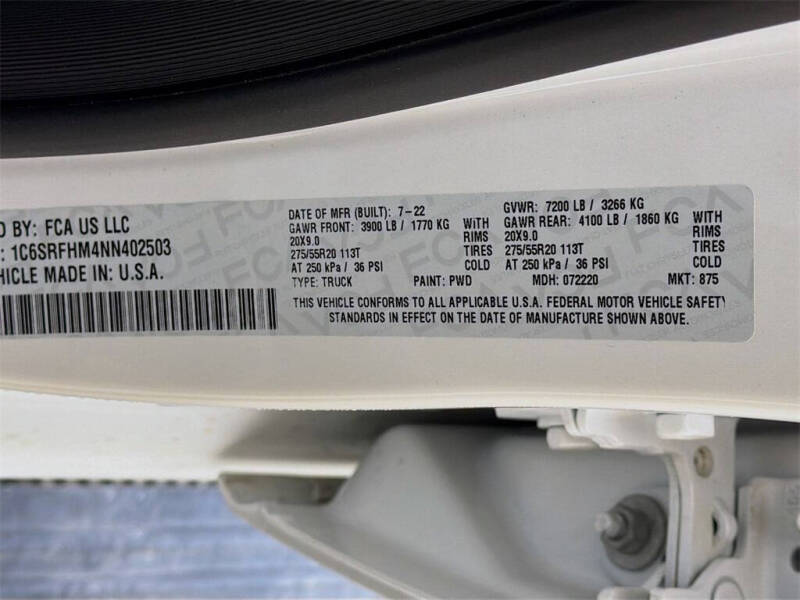 D BY: FCA US LLC
: 1C6SRFHM4NN402503
EHICLE MADE IN: U.S.A.
DATE OF MFR (BUILT): 7-22
GVWR: 7200 LB / 3266 KG
GAWR FRONT: 3900 LB / 1770 KG WITH
GAWR REAR: 4100 LB / 1860 KG WITH
20X9.0 RIMS
20X9.0 RIMS
275/55R20 113T TIRES
275/55R20 113T TIRES
AT 250 kPa / 36 PSI COLD
AT 250 kPa / 36 PSI COLD
TYPE: TRUCK PAINT: PWD MDH: 072220 MKT: 875
THIS VEHICLE CONFORMS TO ALL APPLICABLE U.S.A. FEDERAL MOTOR VEHICLE SAFETY
STANDARDS IN EFFECT ON THE DATE OF MANUFACTURE SHOWN ABOVE.